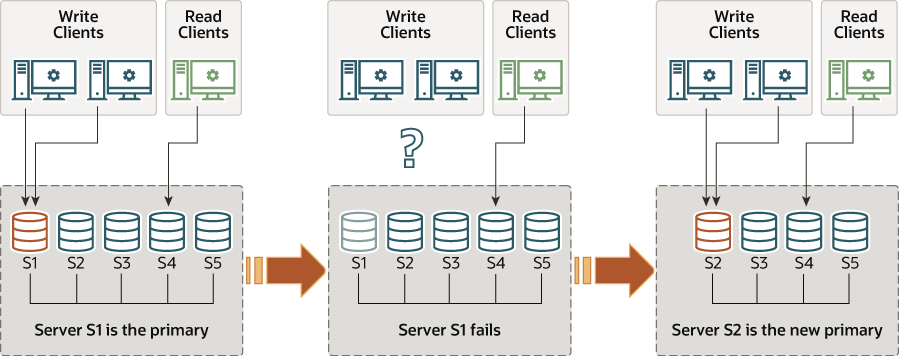 Write
Clients
Read
Clients
S1
S2
S3
S4
S5
Server S1 is the primary
Write
Clients
Read
Clients
?
S1
S2
S3
S4
S5
Server S1 fails
Write
Clients
Read
Clients
S2
S3
S4
S5
Server S2 is the new primary